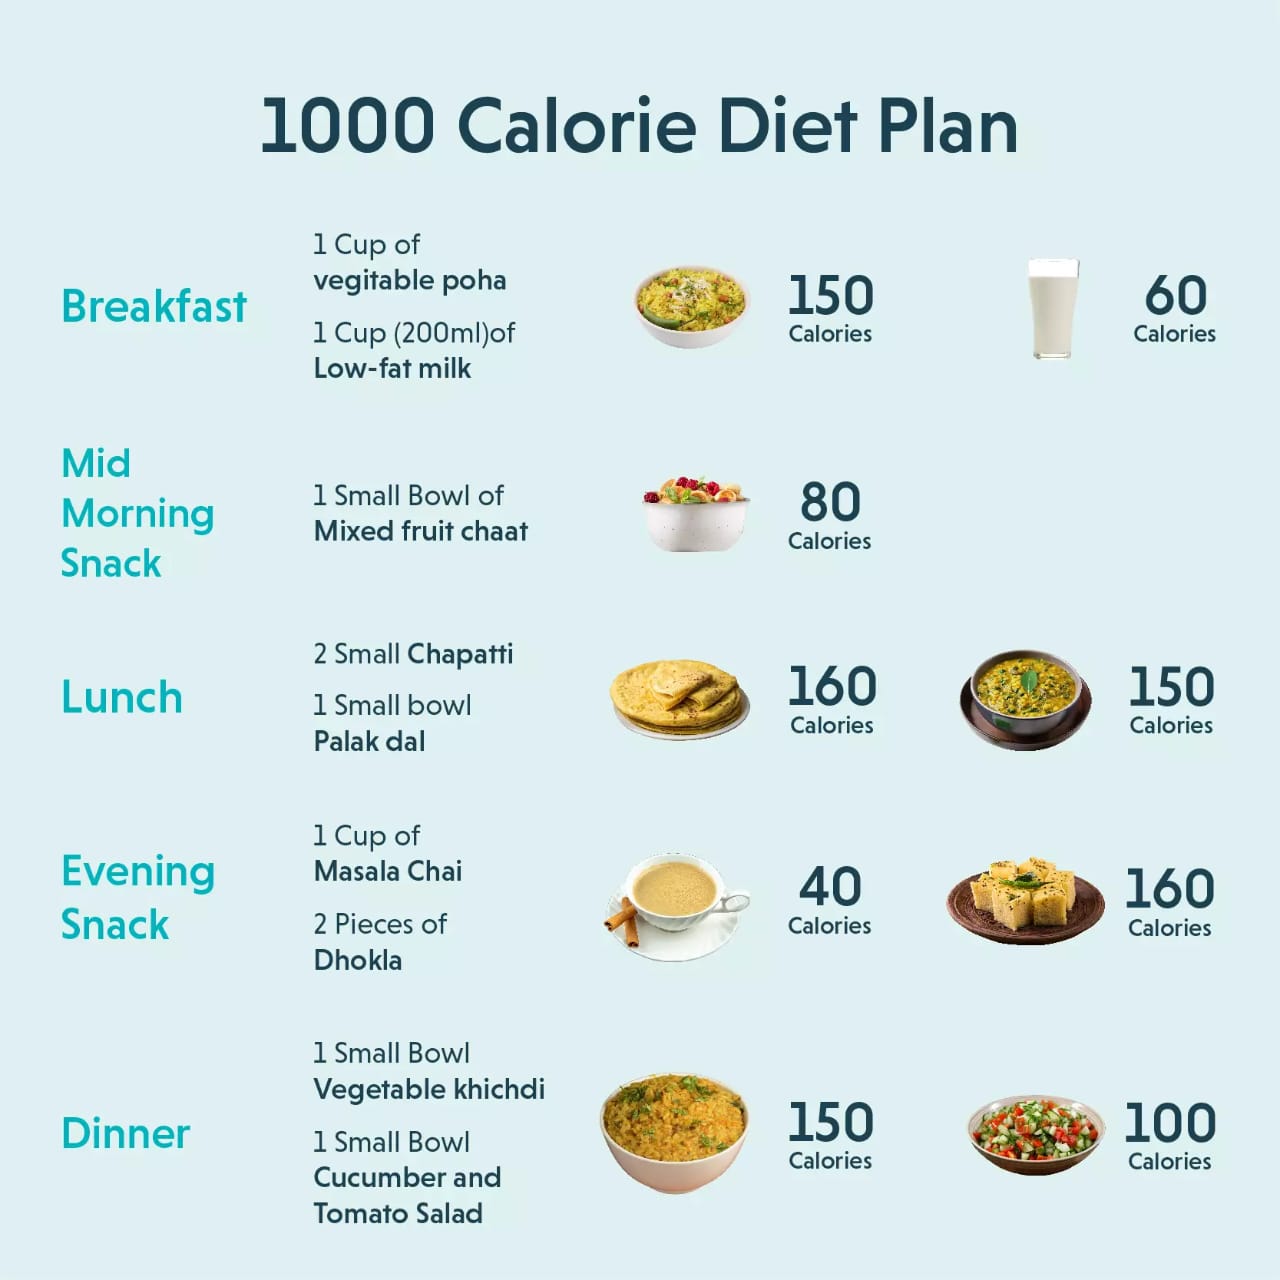 1000 Calorie Diet Plan
Breakfast
1 Cup of
vegitable poha
1 Cup (200ml)of
Low-fat milk
150
Calories
60
Calories
Mid
Morning
Snack
1 Small Bowl of
Mixed fruit chaat
80
Calories
Lunch
2 Small Chapatti
1 Small bowl
Palak dal
160
Calories
150
Calories
Evening
Snack
1 Cup of
Masala Chai
2 Pieces of
Dhokla
40
Calories
160
Calories
Dinner
1 Small Bowl
Vegetable khichdi
1 Small Bowl
Cucumber and
Tomato Salad
150
Calories
100
Calories